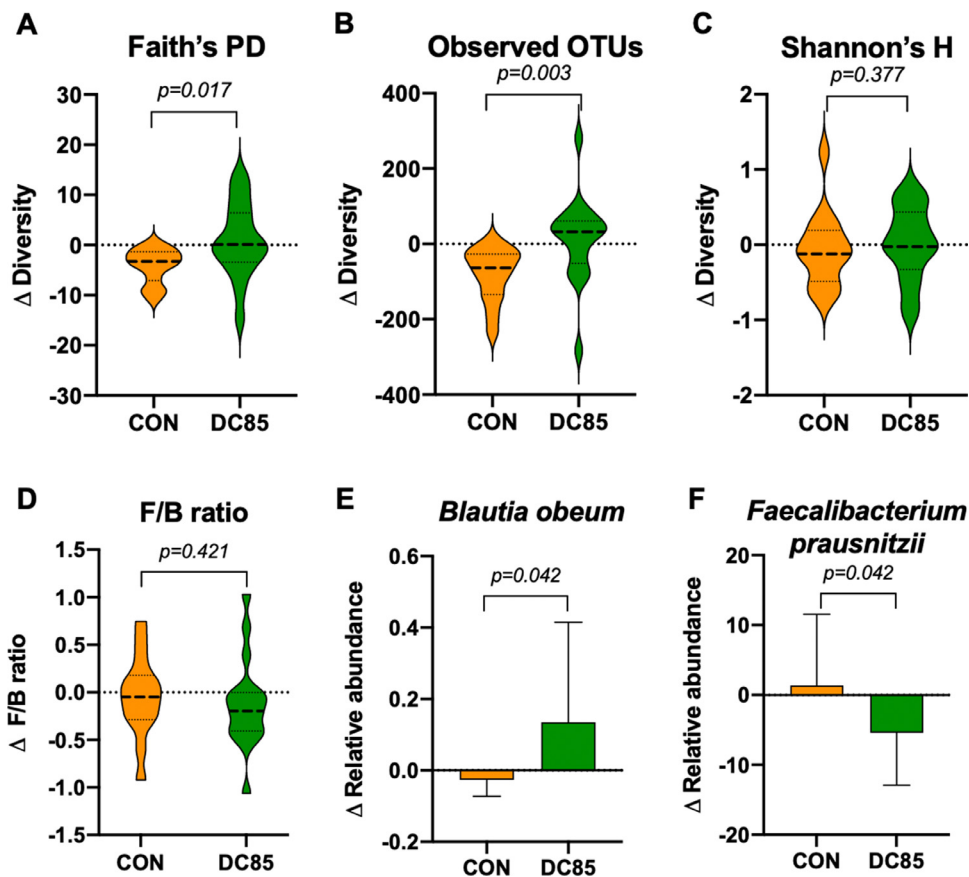 A
Faith's PD
p=0.017
30
20
10
0
-10
-20
-30
Δ Diversity
CON
DC85
B
Observed OTUs
p=0.003
400
200
0
-200
-400
Δ Diversity
CON
DC85
C
Shannon's H
p=0.377
2
1
0
-1
-2
Δ Diversity
CON
DC85
D
F/B ratio
p=0.421
1.5
1.0
0.5
0.0
-0.5
-1.0
-1.5
Δ F/B ratio
CON
DC85
E
Blautia obeum
p=0.042
0.6
0.4
0.2
0.0
-0.2
Δ Relative abundance
CON
DC85
F
Faecalibacterium
prausnitzii
p=0.042
20
10
0
-10
-20
Δ Relative abundance
CON
DC85